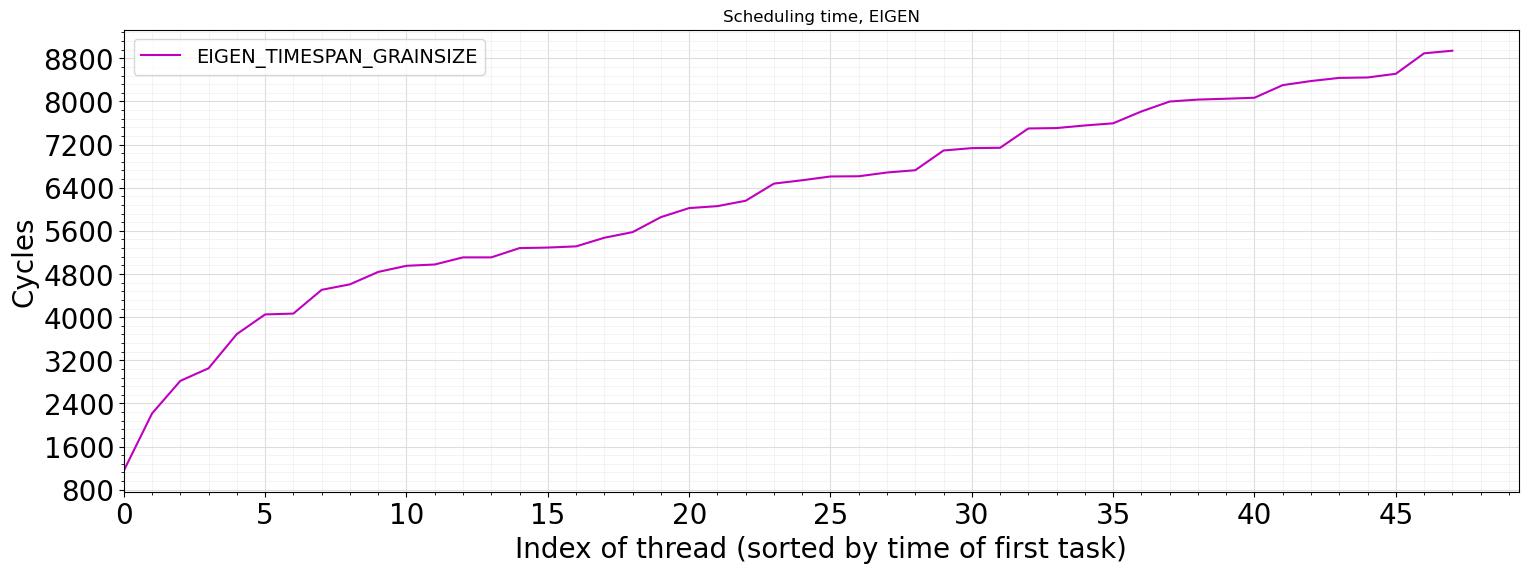 Scheduling time, EIGEN
EIGEN_TIMESPAN_GRAINSIZE
Cycles
8800
8000
7200
6400
5600
4800
4000
3200
2400
1600
800
0 5 10 15 20 25 30 35 40 45
Index of thread (sorted by time of first task)